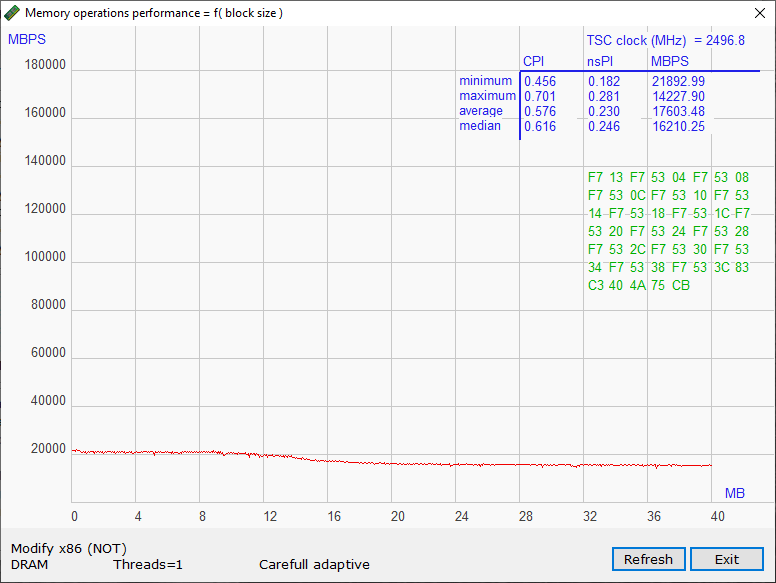 Memory operations performance = f( block size )
MBPS
TSC clock (MHz) = 2496.8
CPI nsPI MBPS
minimum 0.456 0.182 21892.99
maximum 0.701 0.281 14227.90
average 0.576 0.230 17603.48
median 0.616 0.246 16210.25
F7 13 F7 53 04 F7 53 08
F7 53 0C F7 53 10 F7 53
14 F7 53 18 F7 53 1C F7
53 20 F7 53 24 F7 53 28
F7 53 2C F7 53 30 F7 53
34 F7 53 38 F7 53 3C 83
C3 40 4A 75 CB
180000
160000
140000
120000
100000
80000
60000
40000
20000
MB
0 4 8 12 16 20 24 28 32 36 40
Modify x86 (NOT)
DRAM Threads=1 Carefull adaptive
Refresh Exit